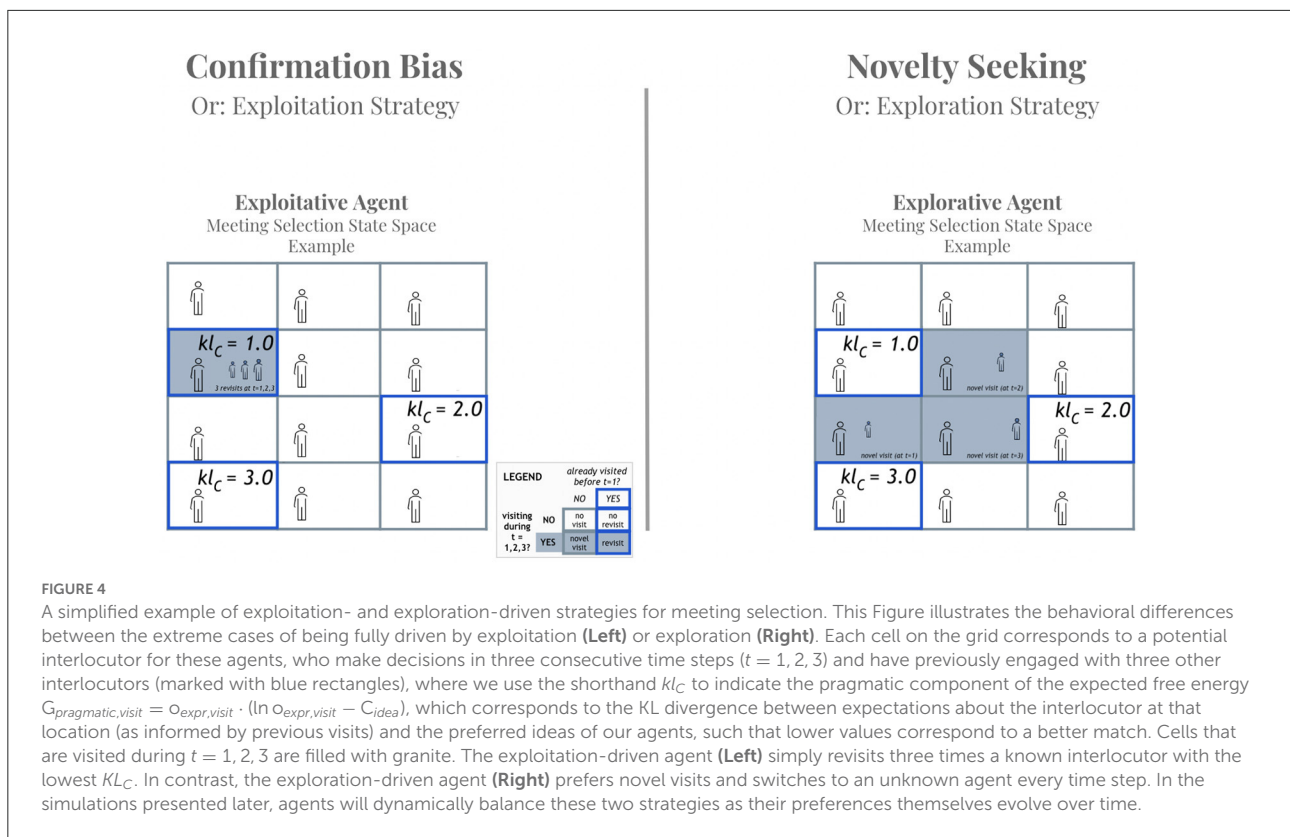 Confirmation Bias
Or: Exploitation Strategy
Novelty Seeking
Or: Exploration Strategy
Exploitative Agent
Meeting Selection State Space
Example
kl_C = 1.0
3 revisits at t=1,2,3
kl_C = 2.0
kl_C = 3.0
LEGEND
already visited
before t=1?
NO YES
visiting
during
t =
1,2,3?
NO
no
visit
no
revisit
YES
novel
visit
revisit
Explorative Agent
Meeting Selection State Space
Example
kl_C = 1.0
novel visit (at t=2)
kl_C = 2.0
novel visit (at t=1)
novel visit (at t=3)
kl_C = 3.0
FIGURE 4
A simplified example of exploitation- and exploration-driven strategies for meeting selection. This Figure illustrates the behavioral differences
between the extreme cases of being fully driven by exploitation (Left) or exploration (Right). Each cell on the grid corresponds to a potential
interlocutor for these agents, who make decisions in three consecutive time steps (t = 1, 2, 3) and have previously engaged with three other
interlocutors (marked with blue rectangles), where we use the shorthand kl_C to indicate the pragmatic component of the expected free energy
G_pragmatic,visit = o_expr,visit · (ln o_expr,visit − C_idea), which corresponds to the KL divergence between expectations about the interlocutor at that
location (as informed by previous visits) and the preferred ideas of our agents, such that lower values correspond to a better match. Cells that
are visited during t = 1, 2, 3 are filled with granite. The exploitation-driven agent (Left) simply revisits three times a known interlocutor with the
lowest KL_C. In contrast, the exploration-driven agent (Right) prefers novel visits and switches to an unknown agent every time step. In the
simulations presented later, agents will dynamically balance these two strategies as their preferences themselves evolve over time.